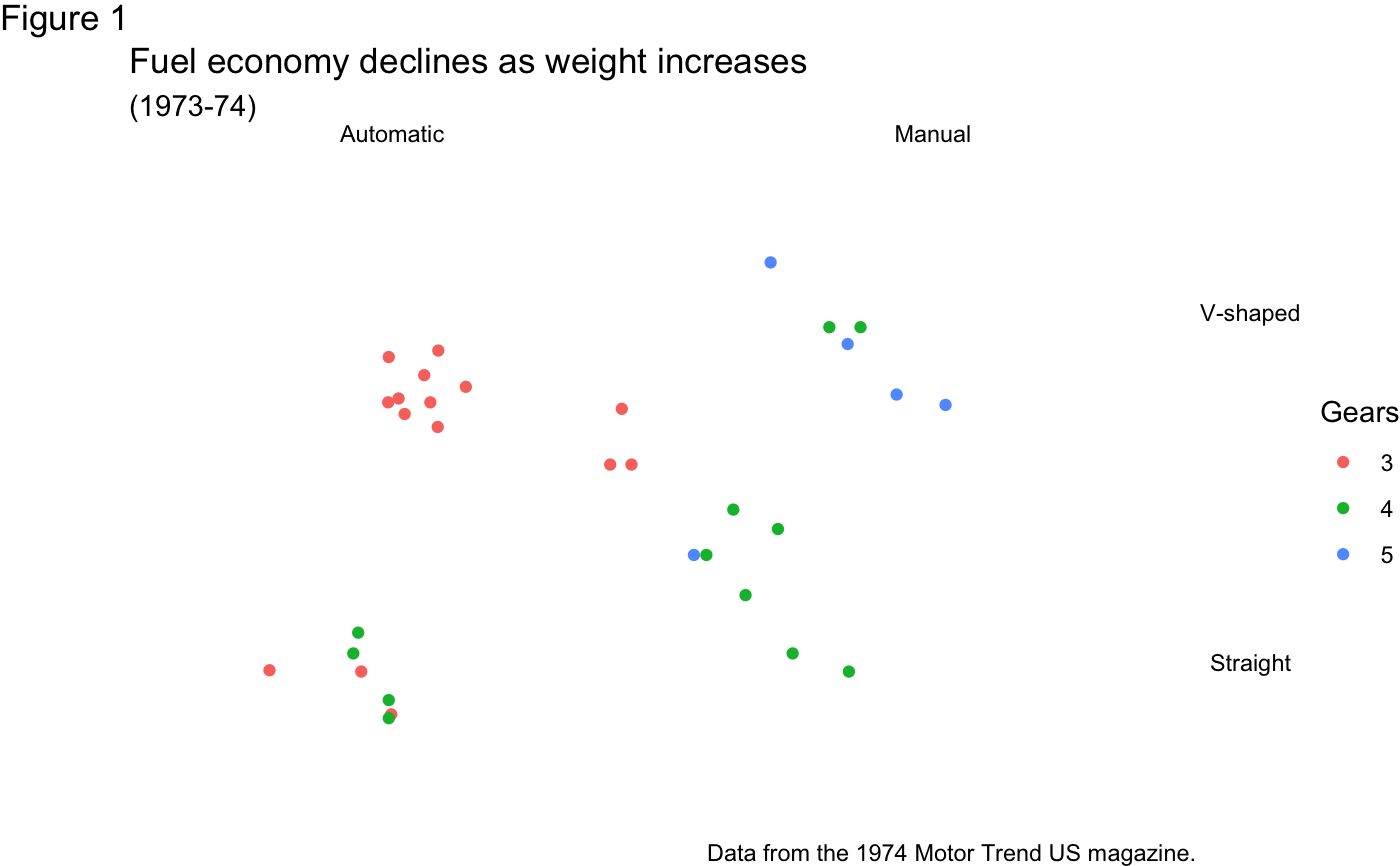 Figure 1
Fuel economy declines as weight increases
(1973-74)
Automatic
Manual
V-shaped
Gears
3
4
5
Straight
Data from the 1974 Motor Trend US magazine.